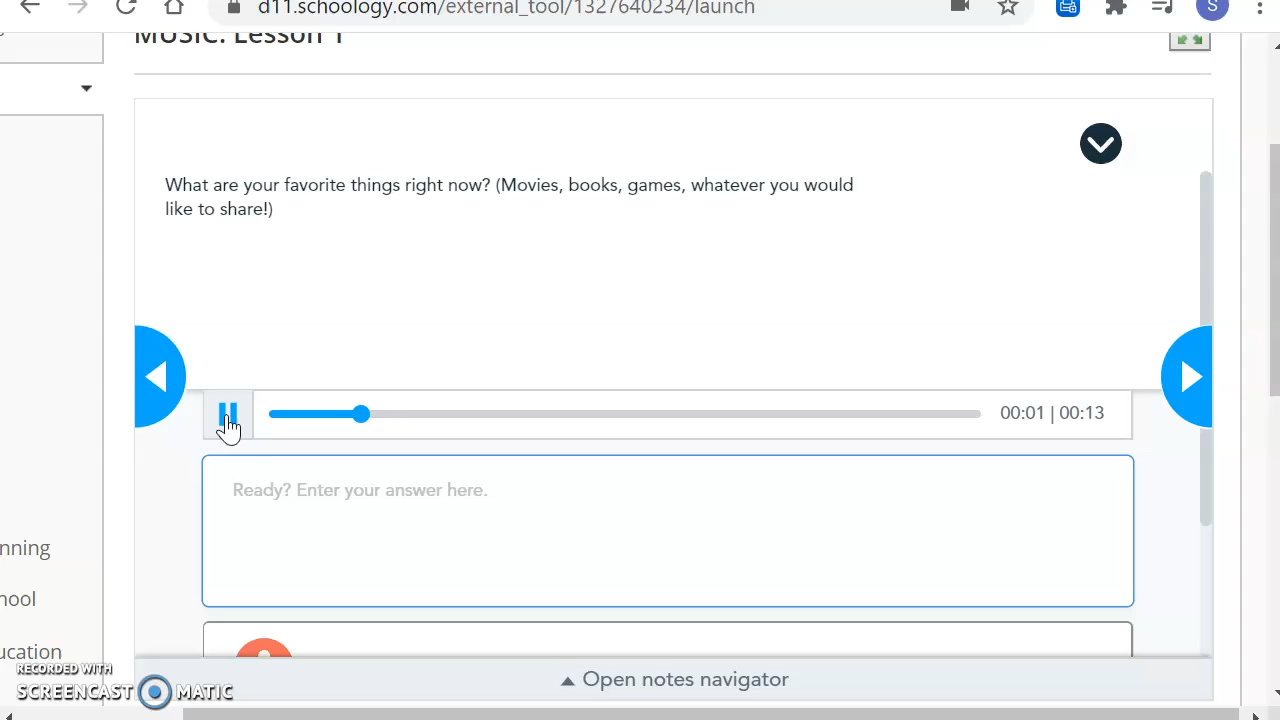 d11.schoology.com/external_tool/1327640234/launch
S
MUSIC: Lesson 1
What are your favorite things right now? (Movies, books, games, whatever you would
like to share!)
00:01 | 00:13
Ready? Enter your answer here.
nning
hool
ucation
Open notes navigator
RECORDED WITH
SCREENCAST MATIC